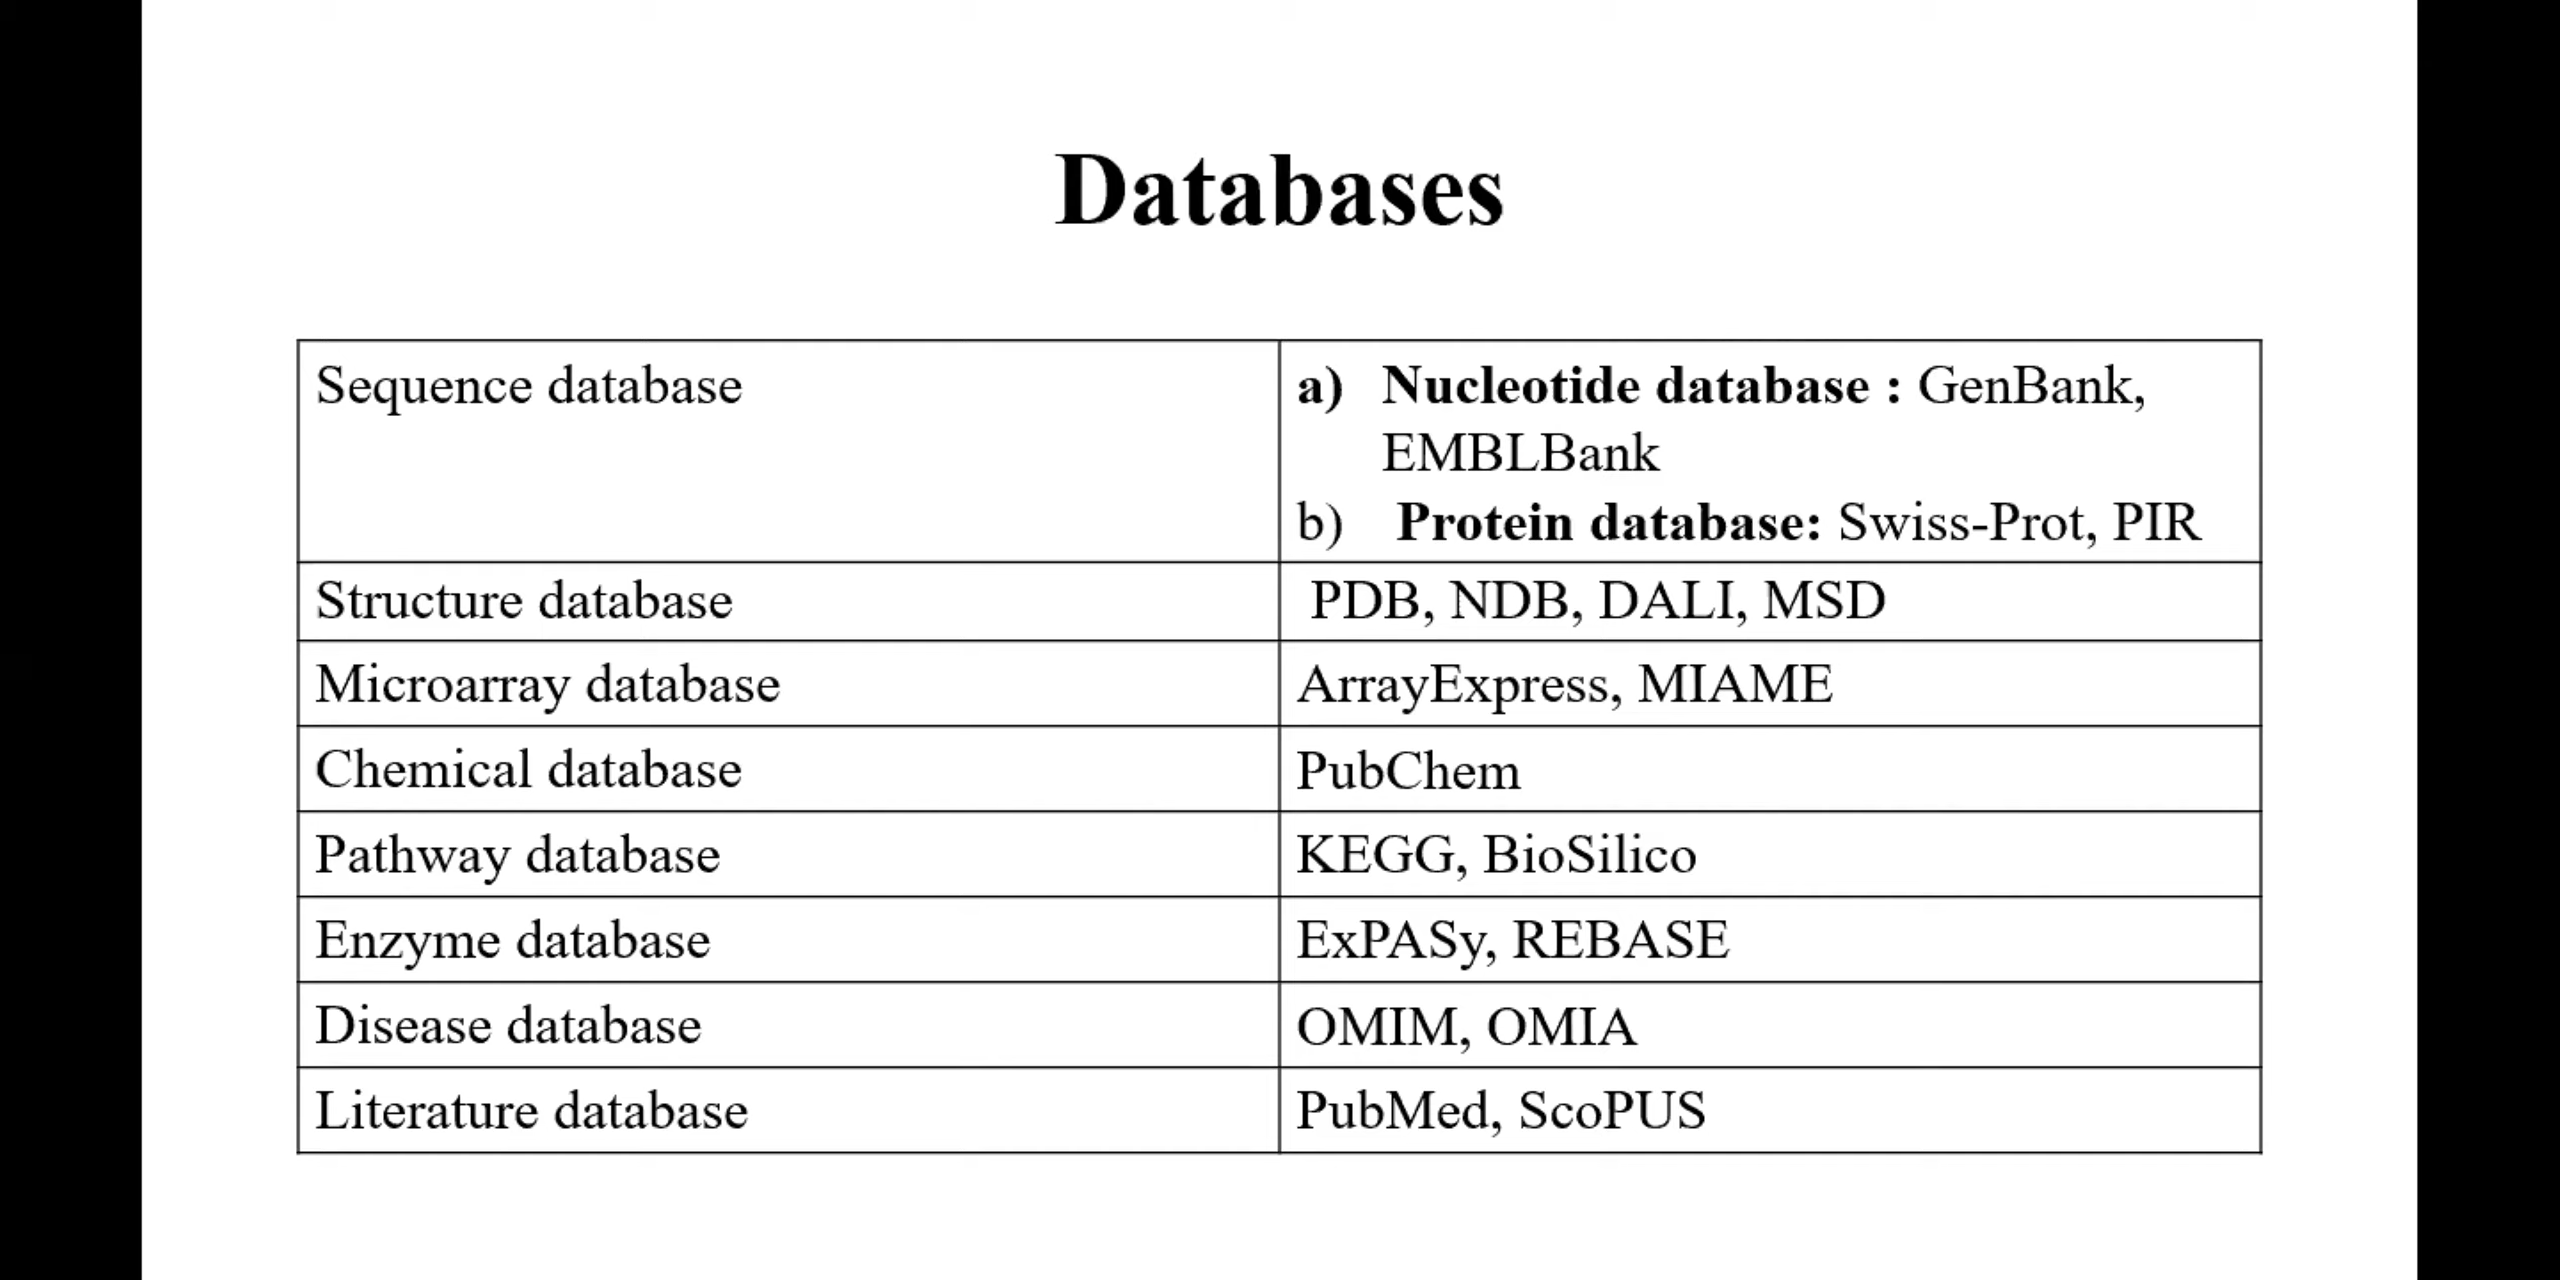 Databases
Sequence database
a) Nucleotide database : GenBank,
EMBLBank
b) Protein database: Swiss-Prot, PIR
Structure database
PDB, NDB, DALI, MSD
Microarray database
ArrayExpress, MIAME
Chemical database
PubChem
Pathway database
KEGG, BioSilico
Enzyme database
ExPASy, REBASE
Disease database
OMIM, OMIA
Literature database
PubMed, ScoPUS